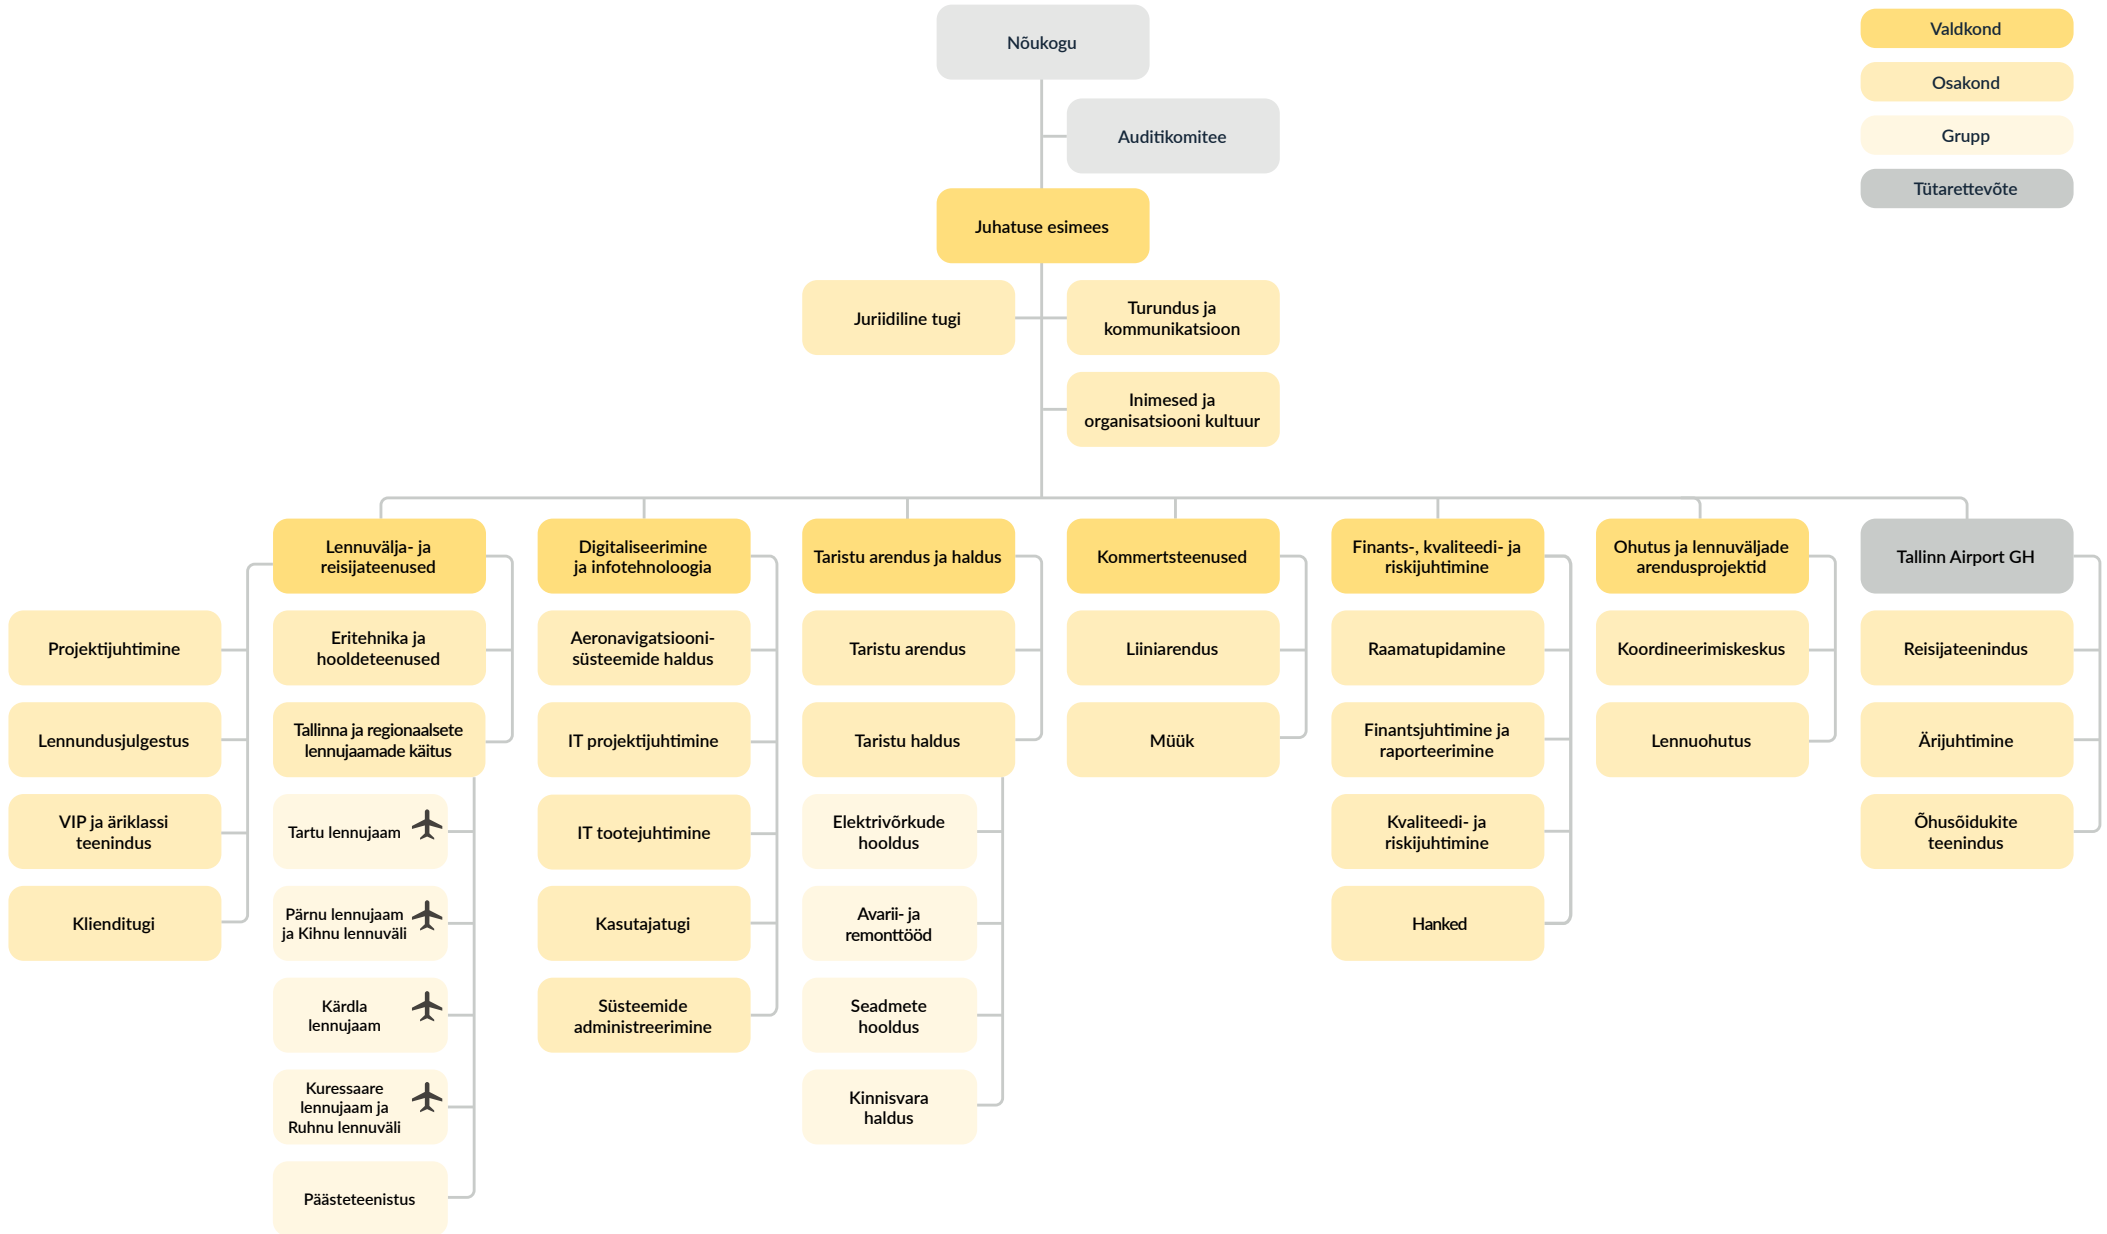 Nõukogu
Auditikomitee
Juhatuse esimees
Juriidiline tugi
Turundus ja
kommunikatsioon
Inimesed ja
organisatsiooni kultuur
Valdkond
Osakond
Grupp
Tütarettevõte
Lennuvälja- ja
reisijateenused
Projektijuhtimine
Lennundusjulgestus
VIP ja äriklassi
teenindus
Klienditugi
Eritehnika ja
hooldeteenused
Tallinna ja regionaalsete
lennujaamade käitus
Tartu lennujaam
Pärnu lennujaam
ja Kihnu lennuväli
Kärdla
lennujaam
Kuressaare
lennujaam ja
Ruhnu lennuväli
Päästeteenistus
Digitaliseerimine
ja infotehnoloogia
Aeronavigatsiooni-
süsteemide haldus
IT projektijuhtimine
IT tootejuhtimine
Kasutajatugi
Süsteemide
administreerimine
Taristu arendus ja haldus
Taristu arendus
Taristu haldus
Elektrivõrkude
hooldus
Avarii- ja
remonttööd
Seadmete
hooldus
Kinnisvara
haldus
Kommertsteenused
Liiniarendus
Müük
Finants-, kvaliteedi- ja
riskijuhtimine
Raamatupidamine
Finantsjuhtimine ja
raporteerimine
Kvaliteedi- ja
riskijuhtimine
Hanked
Ohutus ja lennuväljade
arendusprojektid
Koordineerimiskeskus
Lennuohutus
Tallinn Airport GH
Reisijateenindus
Ärijuhtimine
Õhusõidukite
teenindus